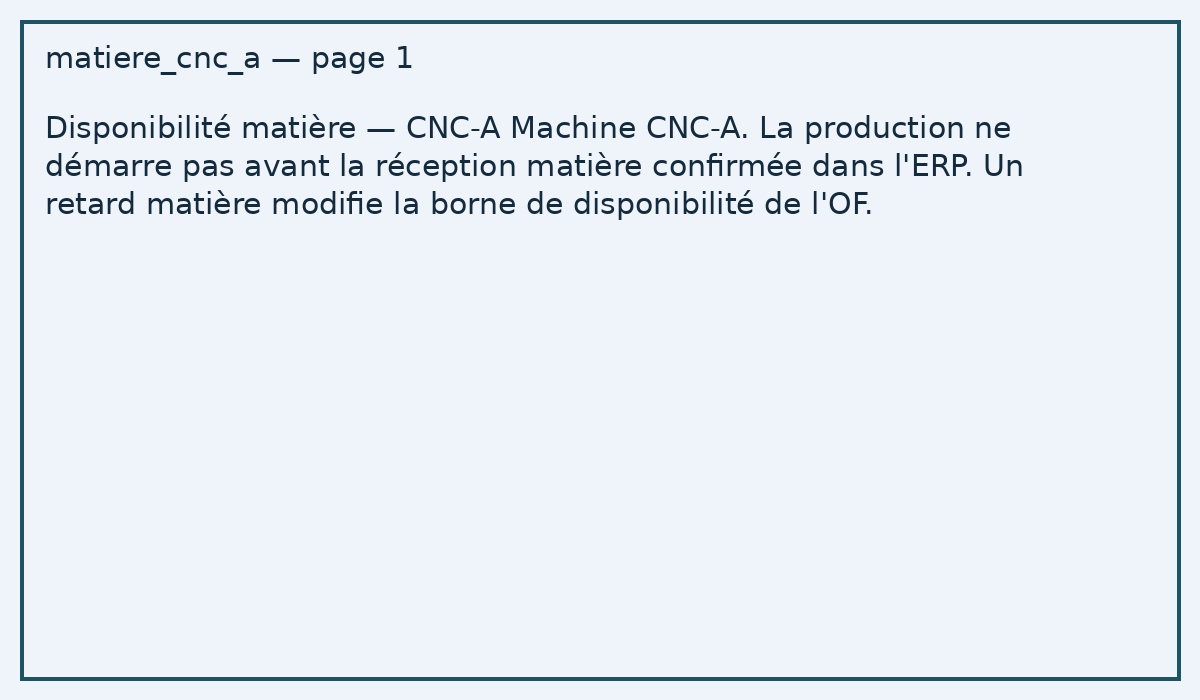 matiere_cnc_a — page 1
Disponibilité matière — CNC-A Machine CNC-A. La production ne
démarre pas avant la réception matière confirmée dans l'ERP. Un
retard matière modifie la borne de disponibilité de l'OF.